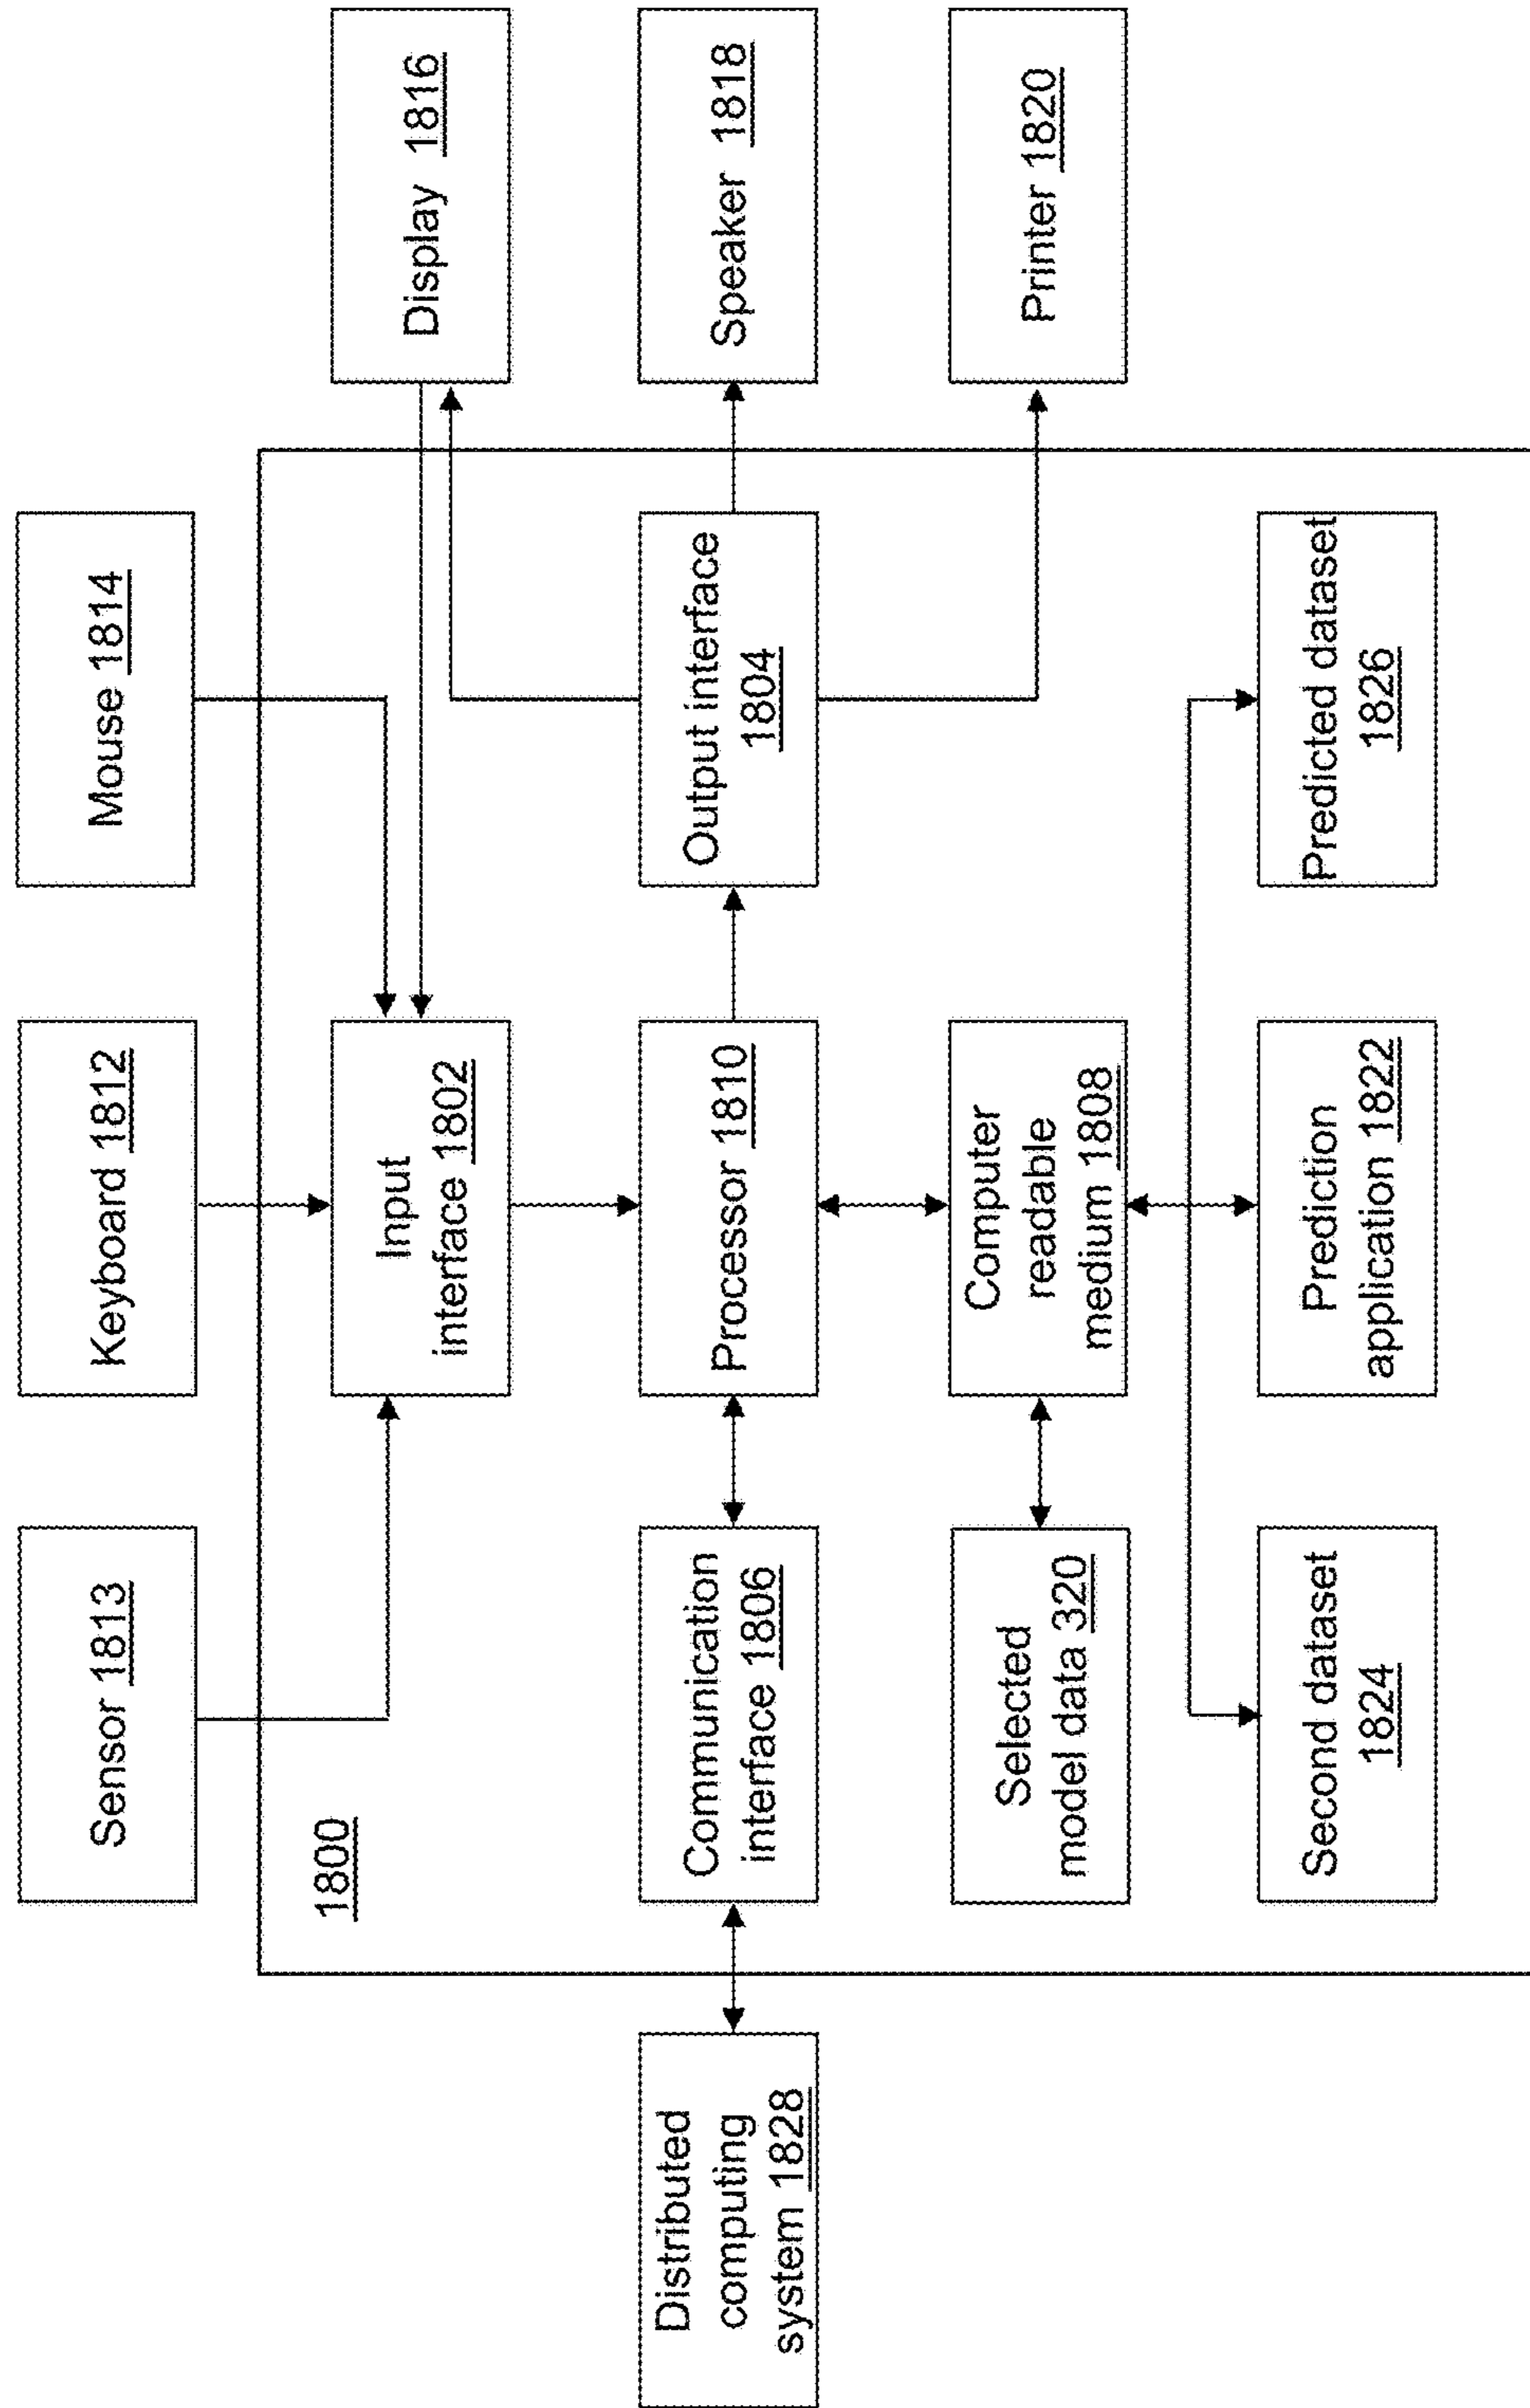 Sensor 1813
Keyboard 1812
Mouse 1814
1800
Input
interface 1802
Display 1816
Distributed
computing
system 1828
Communication
interface 1806
Processor 1810
Output interface
1804
Speaker 1818
Selected
model data 320
Computer
readable
medium 1808
Printer 1820
Second dataset
1824
Prediction
application 1822
Predicted dataset
1826